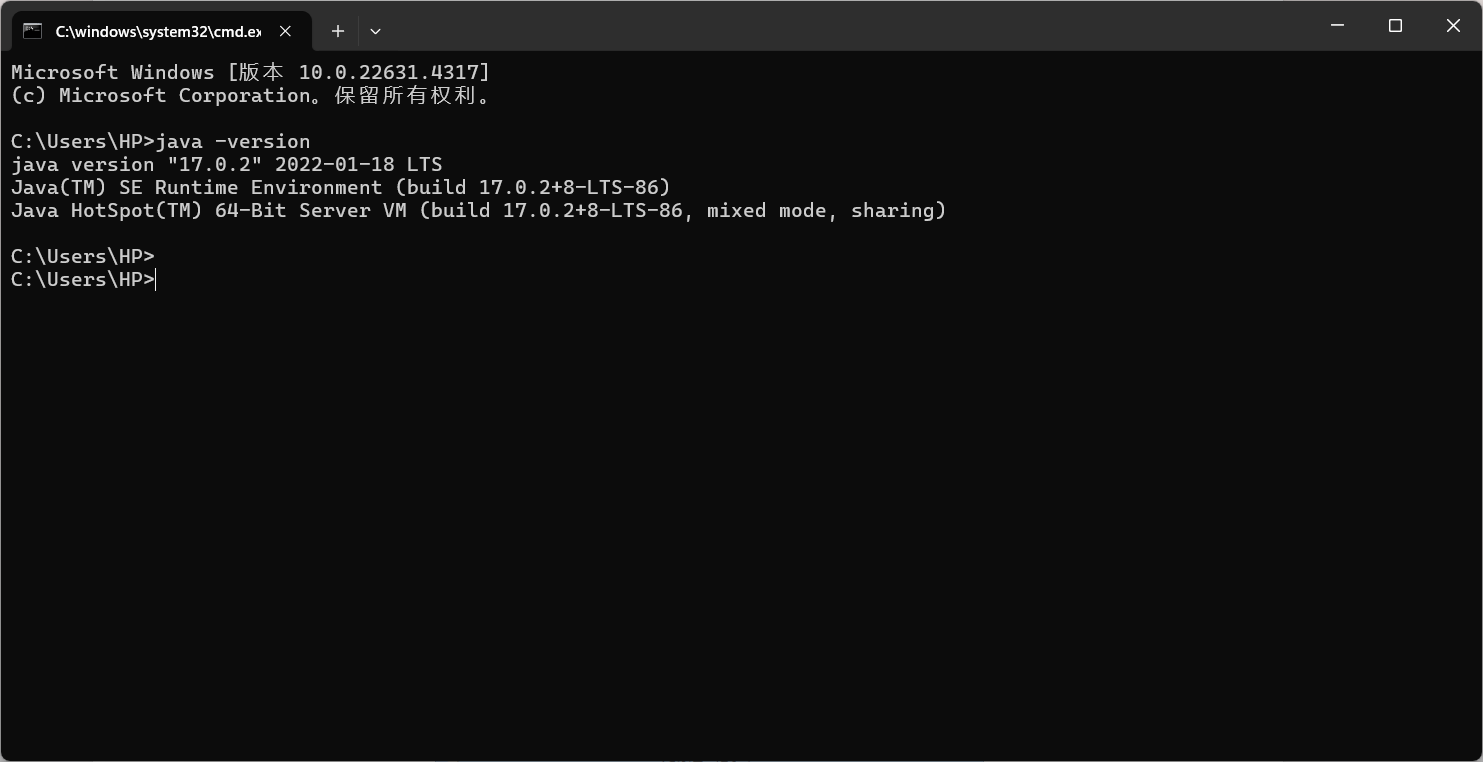 C:\windows\system32\cmd.ex
Microsoft Windows [版本 10.0.22631.4317]
(c) Microsoft Corporation。保留所有权利。
C:\Users\HP>java -version
java version "17.0.2" 2022-01-18 LTS
Java(TM) SE Runtime Environment (build 17.0.2+8-LTS-86)
Java HotSpot(TM) 64-Bit Server VM (build 17.0.2+8-LTS-86, mixed mode, sharing)
C:\Users\HP>
C:\Users\HP>